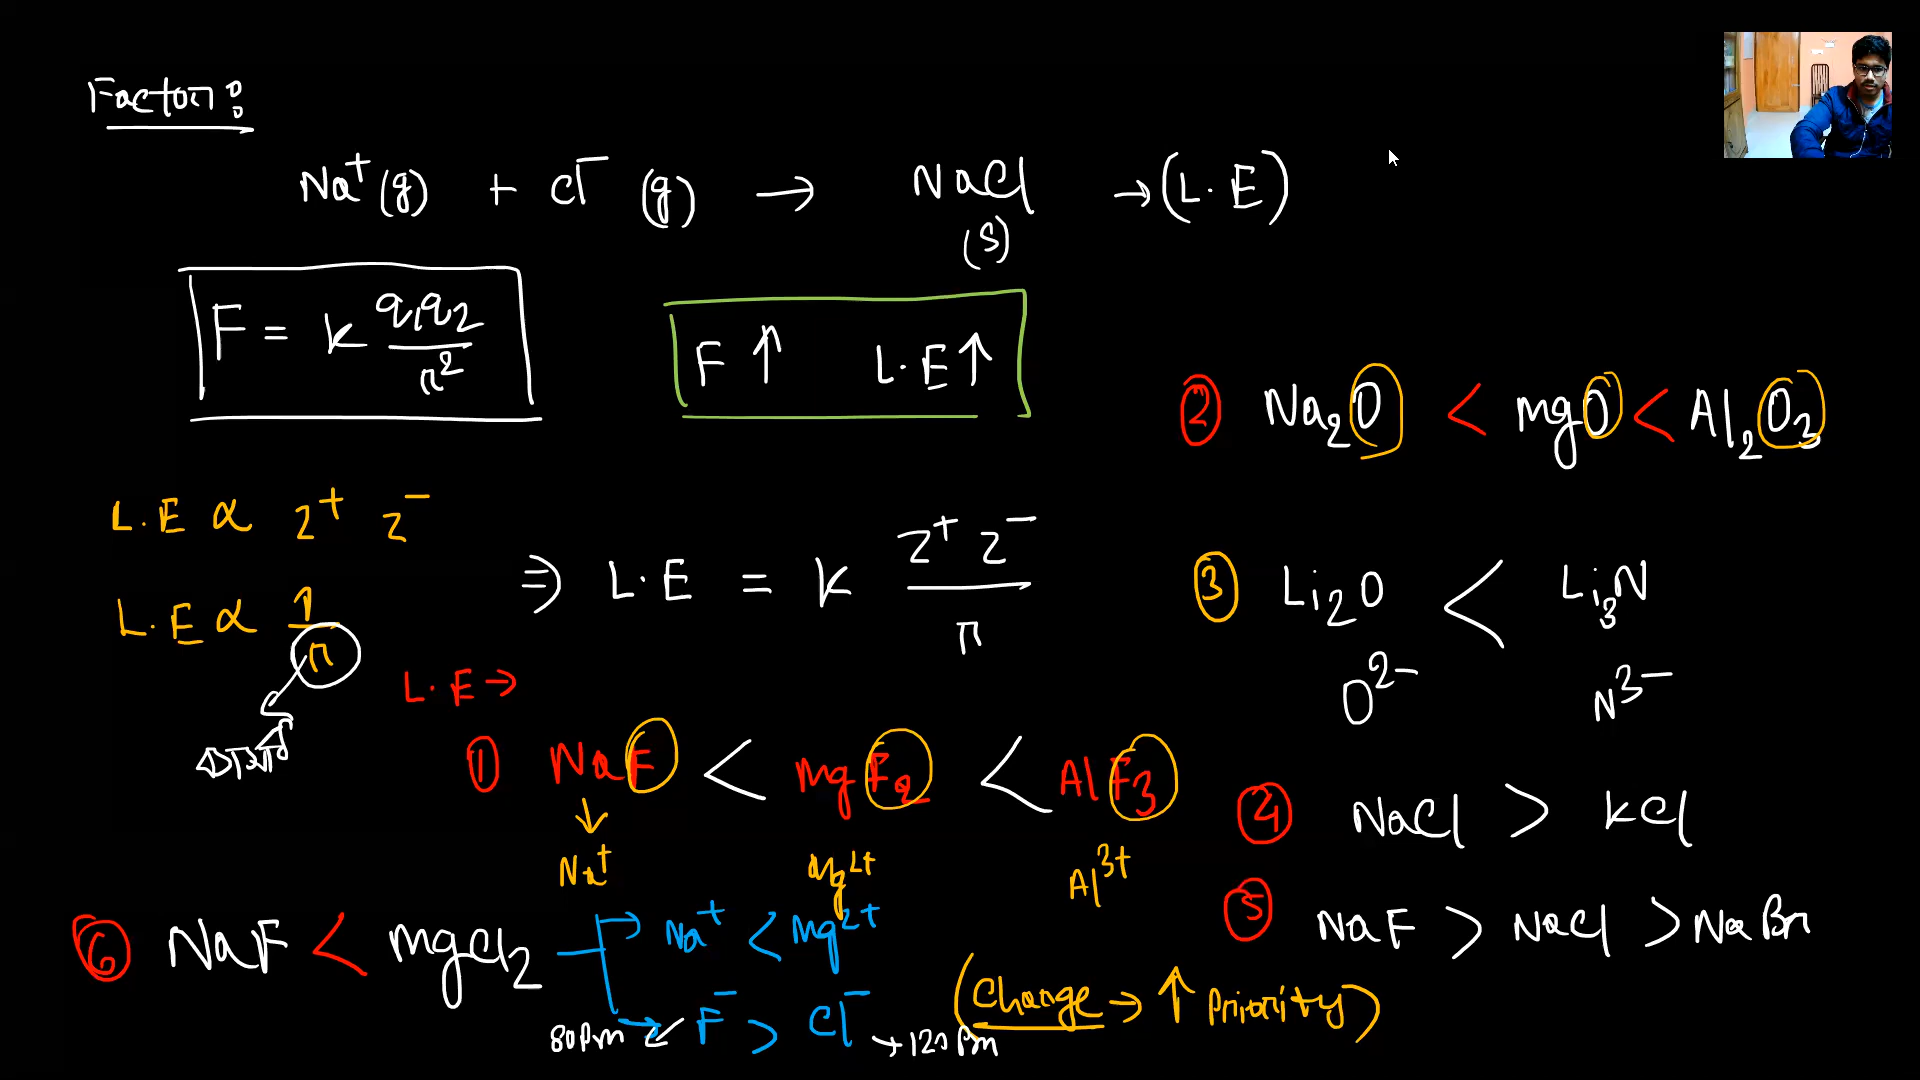 Factor:
Na⁺(g) + Cl⁻(g) → NaCl(s) → (L.E)
F = k q₁q₂/r²
F ↑ L.E ↑
L.E ∝ z⁺ z⁻
L.E ∝ 1/r
⇒ L.E = k z⁺ z⁻/r
L.E →
① NaF < MgF₂ < AlF₃
Na⁺ Mg²⁺ Al³⁺
② Na₂O < MgO < Al₂O₃
③ Li₂O < Li₃N
O²⁻ N³⁻
④ NaCl > KCl
⑤ NaF > NaCl > NaBr
⑥ NaF < MgCl₂
Na⁺ < Mg²⁺
80Pm ↙ F⁻ > Cl⁻ → 120Pm
(Change → ↑ Priority)